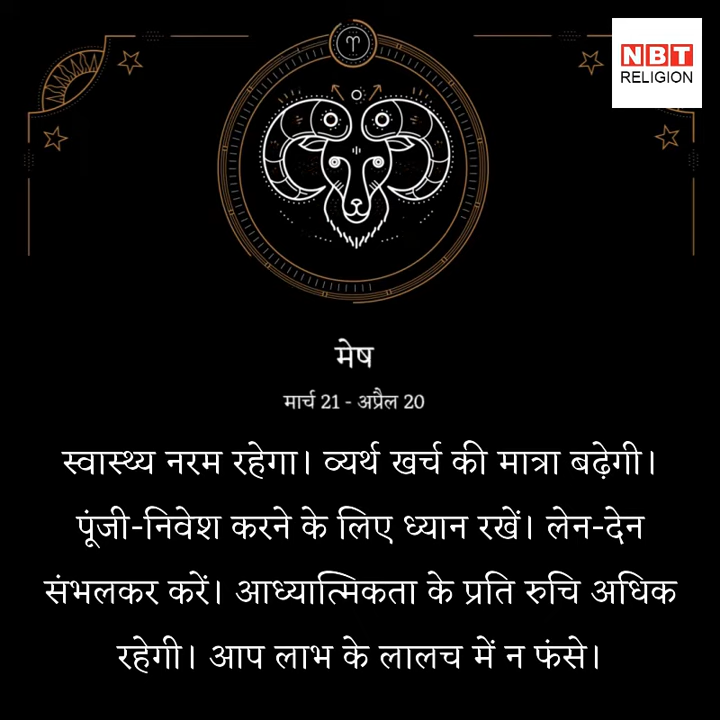 NBT
RELIGION
♈
मेष
मार्च 21 - अप्रैल 20
स्वास्थ्य नरम रहेगा। व्यर्थ खर्च की मात्रा बढ़ेगी।
पूंजी-निवेश करने के लिए ध्यान रखें। लेन-देन
संभलकर करें। आध्यात्मिकता के प्रति रुचि अधिक
रहेगी। आप लाभ के लालच में न फंसे।